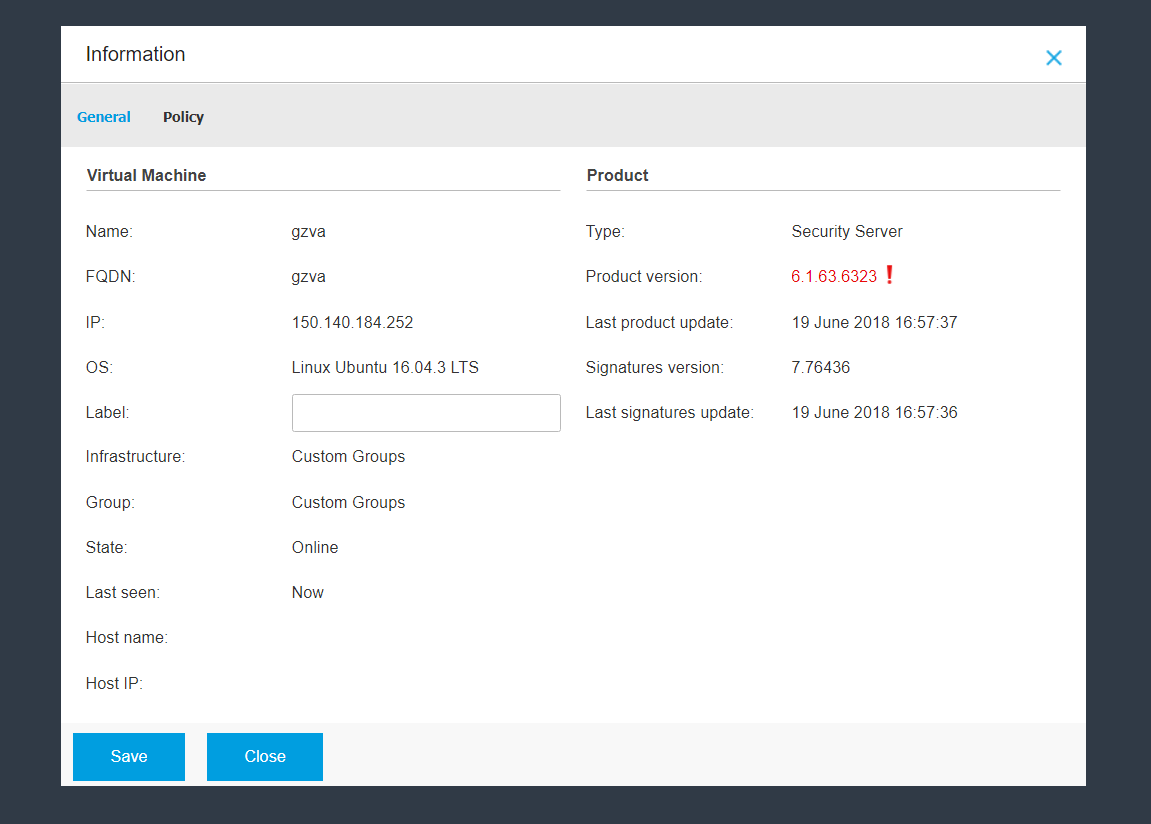 Information
General Policy
Virtual Machine
Name: gzva
FQDN: gzva
IP: 150.140.184.252
OS: Linux Ubuntu 16.04.3 LTS
Label:
Infrastructure: Custom Groups
Group: Custom Groups
State: Online
Last seen: Now
Host name:
Host IP:
Product
Type: Security Server
Product version: 6.1.63.6323 !
Last product update: 19 June 2018 16:57:37
Signatures version: 7.76436
Last signatures update: 19 June 2018 16:57:36
Save Close